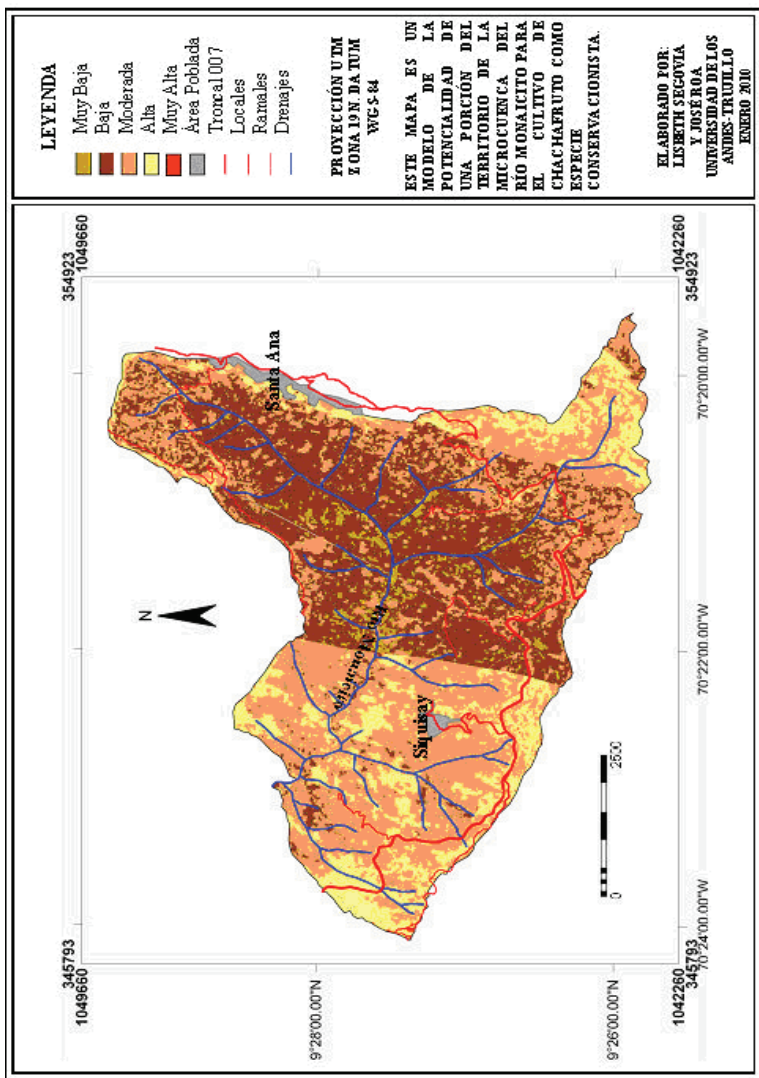 LEYENDA
Muy Baja
Baja
Moderada
Alta
Muy Alta
Área Poblada
Troncal 007
Locales
Ramales
Drenajes
PROYECCIÓN UTM
ZONA 19 N. DATUM
WGS-84
ESTE MAPA ES UN
MODELO DE LA
POTENCIALIDAD DE
UNA PORCIÓN DEL
TERRITORIO DE LA
MICROCUENCA DEL
RÍO MONAICITO PARA
EL CULTIVO DE
CHACHAFRUTO COMO
ESPECIE
CONSERVACIONISTA.
ELABORADO POR:
LISBETH SEGOVIA
Y JOSÉ ROA
UNIVERSIDAD DE LOS
ANDES-TRUJILLO
ENERO 2010
345793
1049660
354923
1049660
N
Santa Ana
Río Monaicito
Siquisay
9°28'00.00"N
9°26'00.00"N
0
2500
345793
1042260
70°24'00.00"W
70°22'00.00"W
70°20'00.00"W
354923
1042260